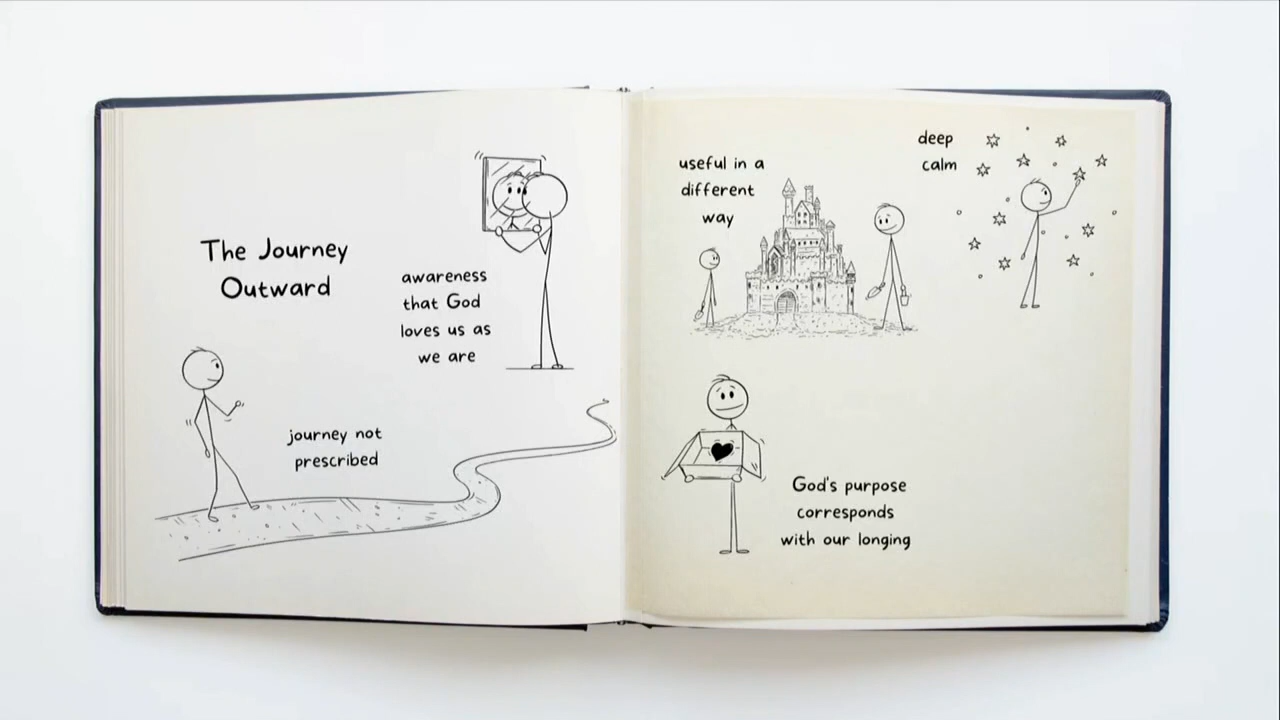 The Journey
Outward
awareness
that God
loves us as
we are
journey not
prescribed
useful in a
different
way
deep
calm
God's purpose
corresponds
with our longing